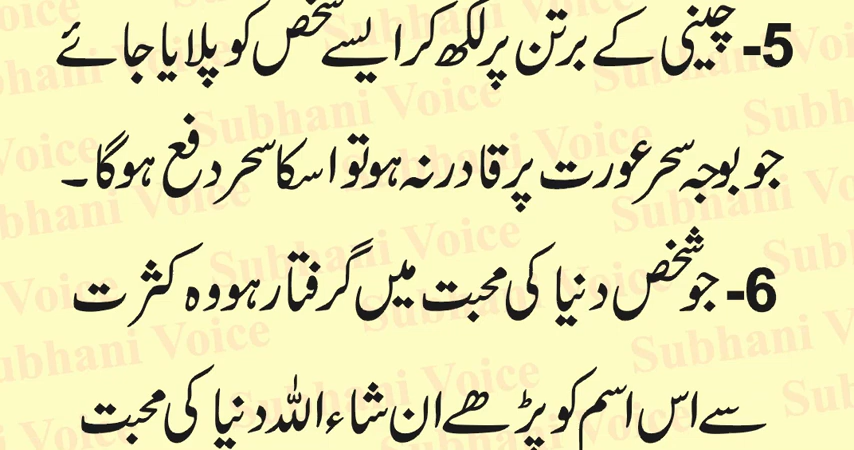 5- چینی کے برتن پر لکھ کر ایسے شخص کو پلایا جائے
جو بوجہ سحر عورت پر قادر نہ ہو تو اسکا سحر دفع ہوگا۔
6- جو شخص دنیا کی محبت میں گرفتار ہو وہ کثرت
سے اس اسم کو پڑھے ان شاء اللہ دنیا کی محبت
Subhani Voice